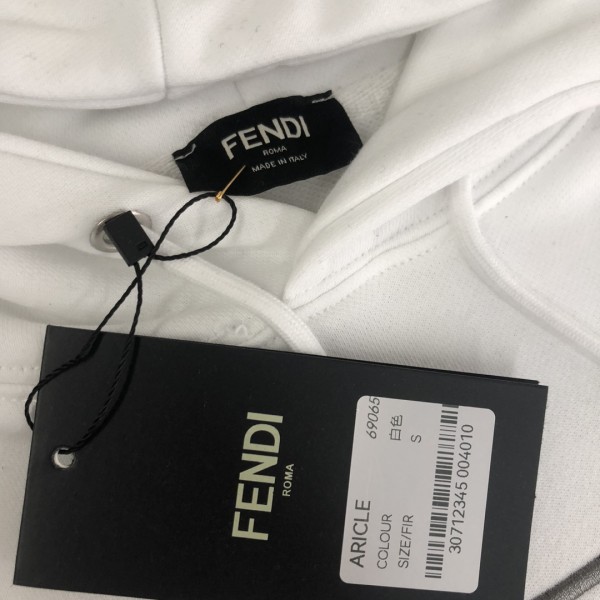 FENDI
ROMA
MADE IN ITALY
FENDI
ROMA
ARICLE 69065
COLOUR 白色
SIZE/FIR S
30712345 004010